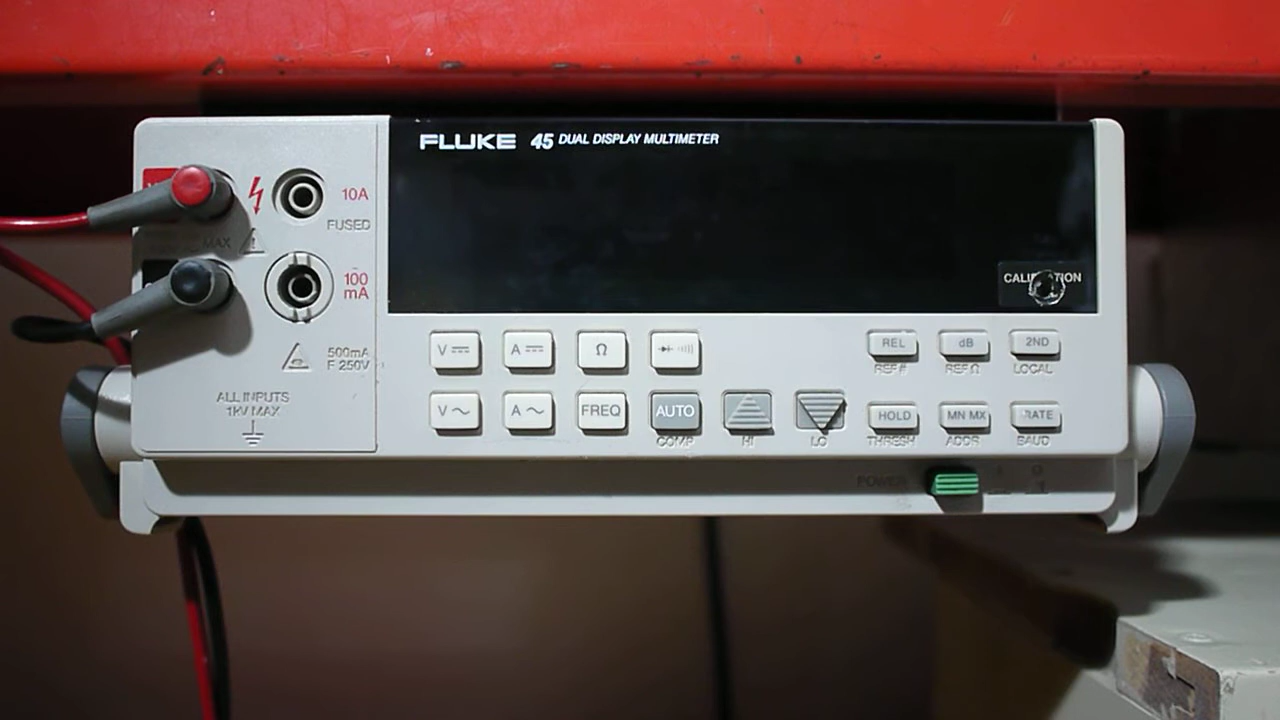 FLUKE 45 DUAL DISPLAY MULTIMETER
10A
FUSED
MAX
100
mA
500mA
F 250V
ALL INPUTS
1KV MAX
CALIBRATION
V A Ω
REL dB 2ND
REF# REF Ω LOCAL
V A FREQ AUTO HOLD MN MX RATE
COMP HI LO THRESH ADDR BAUD
POWER